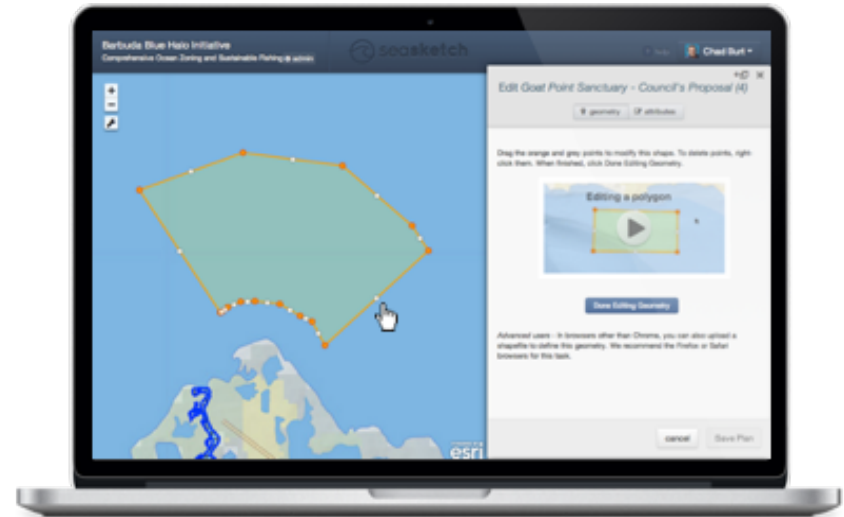 Barbuda Blue Halo Initiative
Comprehensive Ocean Zoning and Sustainable Fishing admin
seasketch
Chad Burt
Edit Goat Point Sanctuary - Council's Proposal (4)
geometry attributes
Drag the orange and grey points to modify this shape. To delete points, right-
click them. When finished, click Done Editing Geometry.
Editing a polygon
Done Editing Geometry
Advanced users - In browsers other than Chrome, you can also upload a
shapefile to define this geometry. We recommend the Firefox or Safari
browsers for this task.
esri
cancel Save Plan